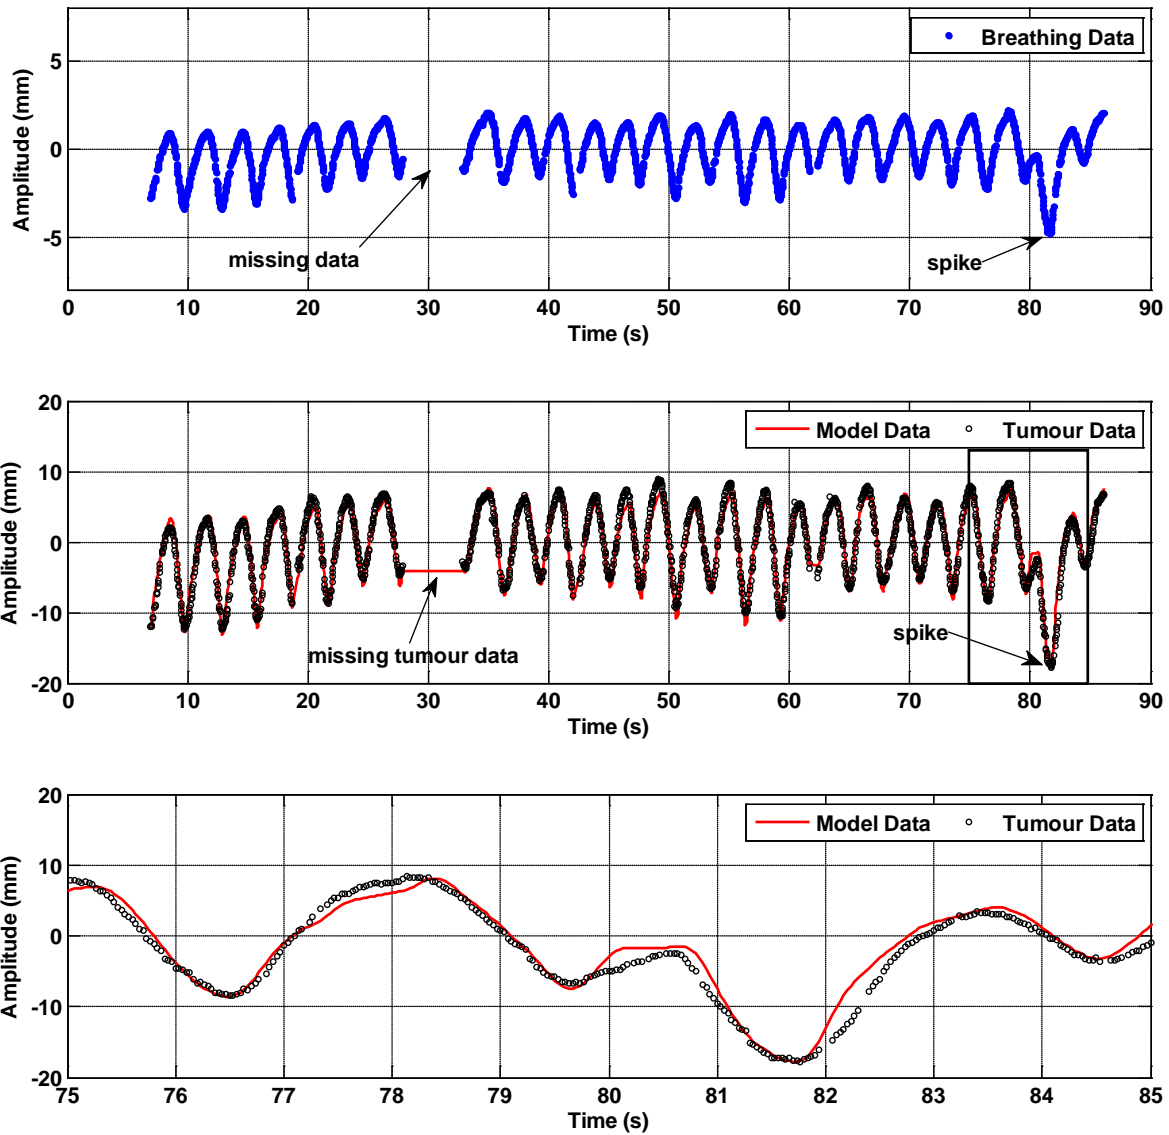 Breathing Data
5
0
-5
Amplitude (mm)
missing data
spike
0 10 20 30 40 50 60 70 80 90
Time (s)
Model Data Tumour Data
20
10
0
-10
-20
Amplitude (mm)
missing tumour data
spike
0 10 20 30 40 50 60 70 80 90
Time (s)
Model Data Tumour Data
20
10
0
-10
-20
Amplitude (mm)
75 76 77 78 79 80 81 82 83 84 85
Time (s)